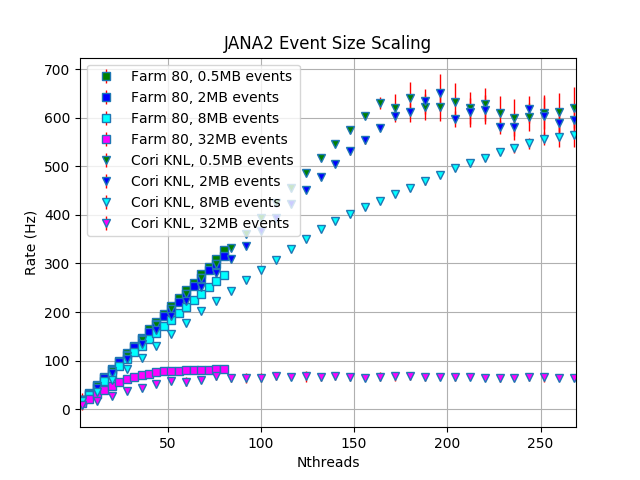 JANA2 Event Size Scaling
700
600
500
400
300
200
100
0
Rate (Hz)
Farm 80, 0.5MB events
Farm 80, 2MB events
Farm 80, 8MB events
Farm 80, 32MB events
Cori KNL, 0.5MB events
Cori KNL, 2MB events
Cori KNL, 8MB events
Cori KNL, 32MB events
50 100 150 200 250
Nthreads